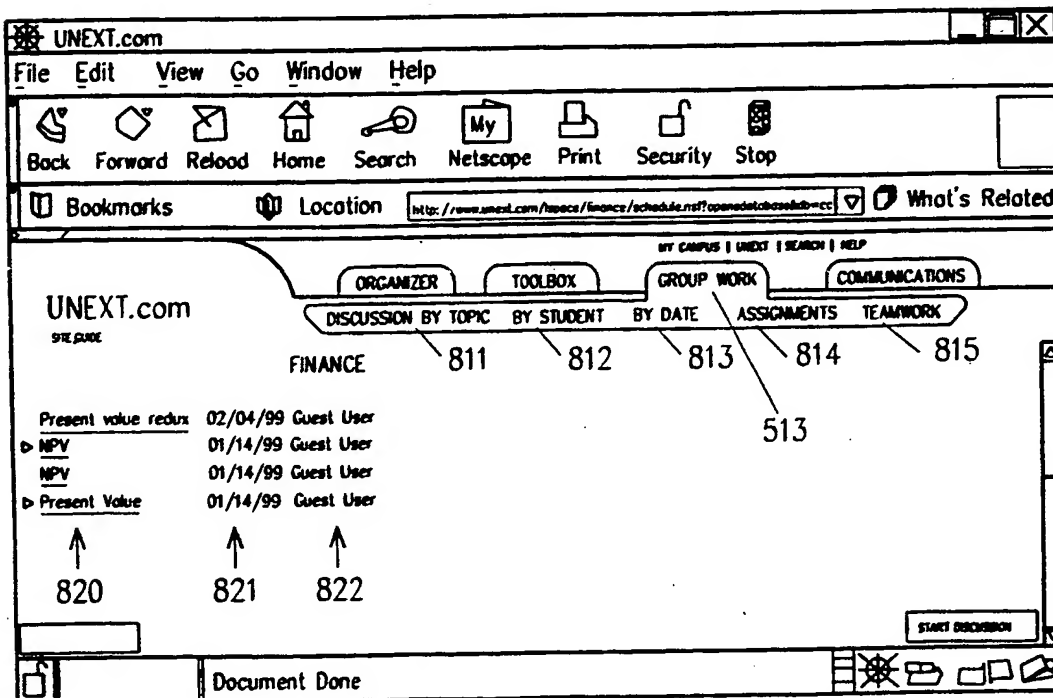 UNEXT.com
File Edit View Go Window Help
Back Forward Reload Home Search Netscape Print Security Stop
My
Bookmarks Location What's Related
MY CAMPUS | UNEXT | SEARCH | HELP
ORGANIZER TOOLBOX GROUP WORK COMMUNICATIONS
UNEXT.com
SITE GUIDE
DISCUSSION BY TOPIC BY STUDENT BY DATE ASSIGNMENTS TEAMWORK
811 812 813 814 815
FINANCE
513
Present value redux 02/04/99 Guest User
NPV 01/14/99 Guest User
NPV 01/14/99 Guest User
Present Value 01/14/99 Guest User
820 821 822
START DISCUSSION
Document Done